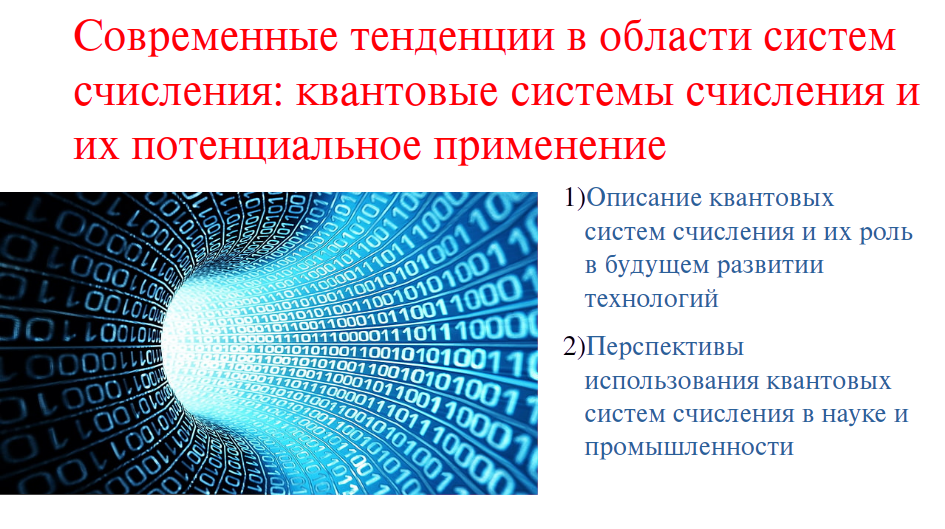 Современные тенденции в области систем
счисления: квантовые системы счисления и
их потенциальное применение
1)Описание квантовых
систем счисления и их роль
в будущем развитии
технологий
2)Перспективы
использования квантовых
систем счисления в науке и
промышленности